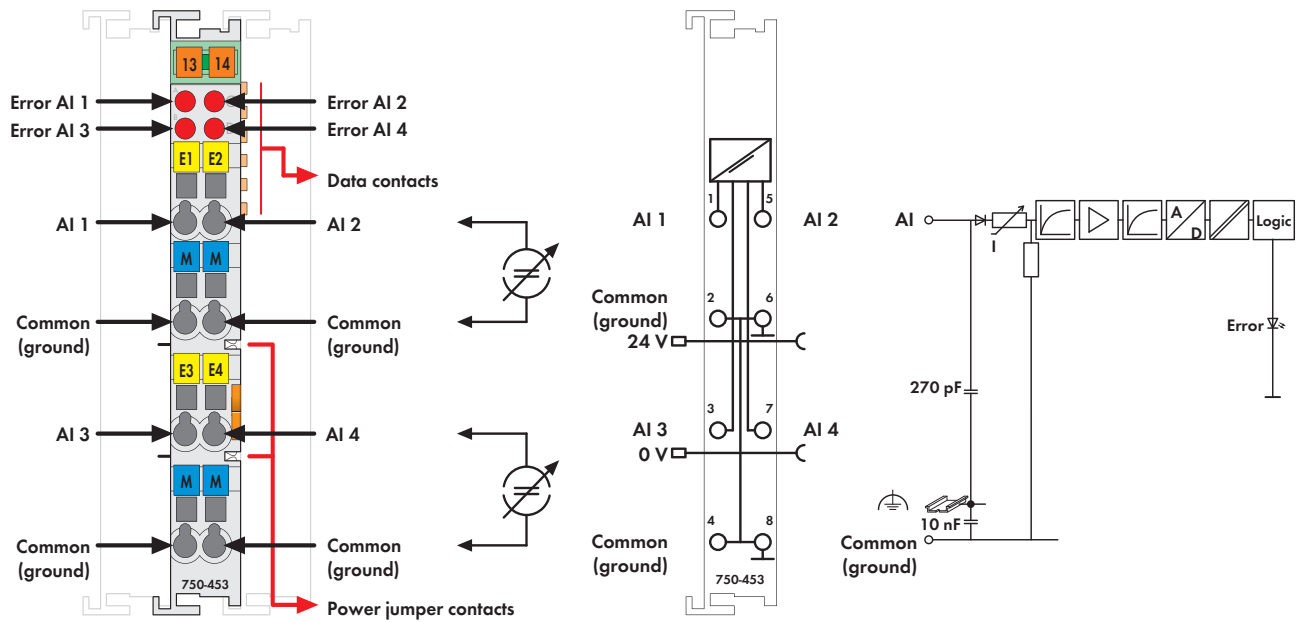 13 14
Error AI 1
Error AI 2
Error AI 3
Error AI 4
E1 E2
Data contacts
AI 1
AI 2
M M
Common
(ground)
Common
(ground)
E3 E4
AI 3
AI 4
M M
Common
(ground)
Common
(ground)
750-453
Power jumper contacts
1
5
AI 1
AI 2
2
6
Common
(ground)
24 V
3
7
AI 3
AI 4
0 V
4
8
Common
(ground)
750-453
AI
I
A
D
Logic
Error
270 pF
10 nF
Common
(ground)